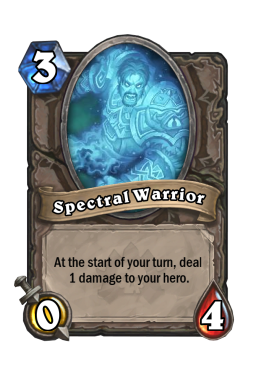 3
Spectral Warrior
At the start of your turn, deal
1 damage to your hero.
0
4